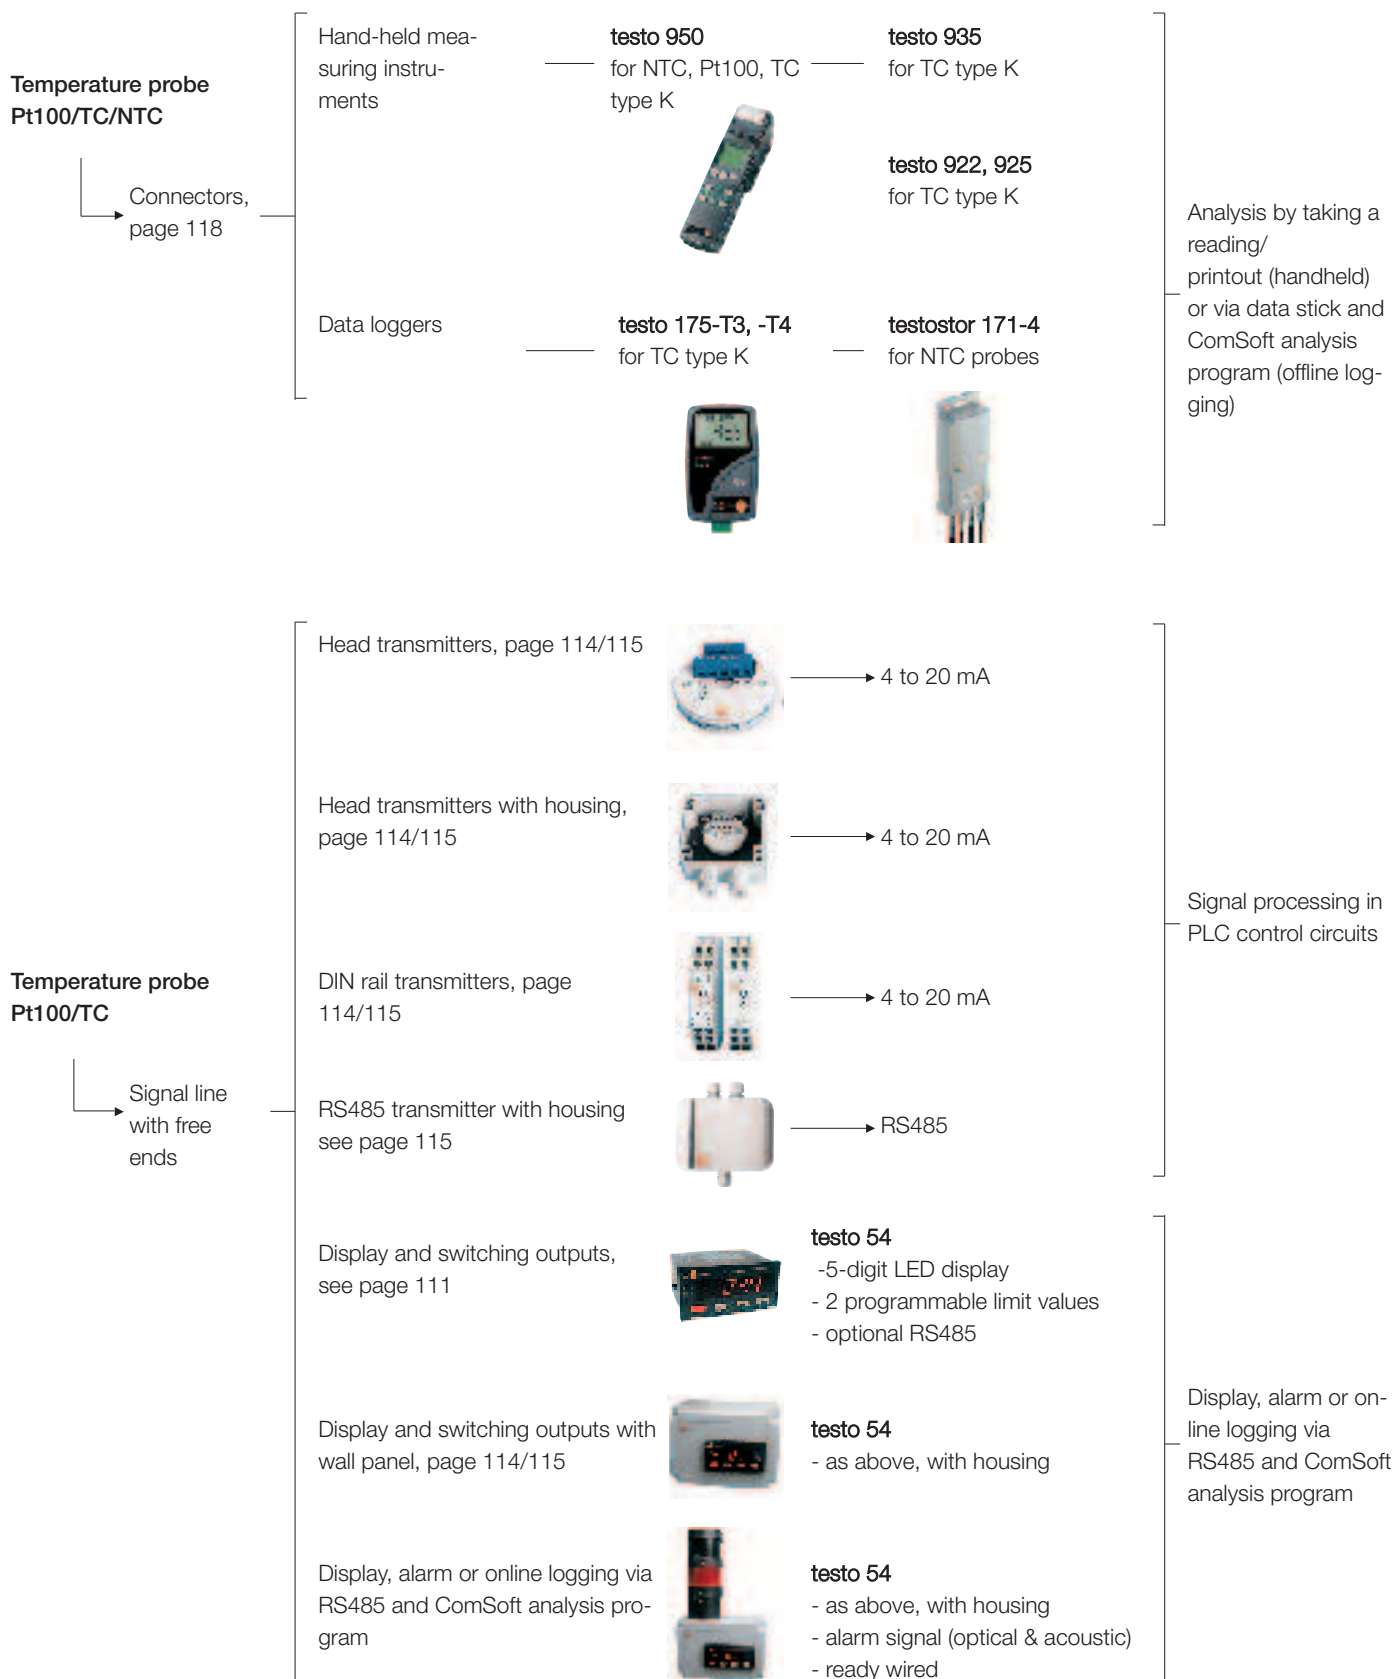 Temperature probe
Pt100/TC/NTC
Connectors,
page 118
Hand-held mea-
suring instru-
ments
testo 950
for NTC, Pt100, TC
type K
testo 935
for TC type K
testo 922, 925
for TC type K
Data loggers
testo 175-T3, -T4
for TC type K
testostor 171-4
for NTC probes
Analysis by taking a
reading/
printout (handheld)
or via data stick and
ComSoft analysis
program (offline log-
ging)
Temperature probe
Pt100/TC
Signal line
with free
ends
Head transmitters, page 114/115
4 to 20 mA
Head transmitters with housing,
page 114/115
4 to 20 mA
DIN rail transmitters, page
114/115
4 to 20 mA
RS485 transmitter with housing
see page 115
RS485
Signal processing in
PLC control circuits
Display and switching outputs,
see page 111
testo 54
-5-digit LED display
- 2 programmable limit values
- optional RS485
Display and switching outputs with
wall panel, page 114/115
testo 54
- as above, with housing
Display, alarm or online logging via
RS485 and ComSoft analysis pro-
gram
testo 54
- as above, with housing
- alarm signal (optical & acoustic)
- ready wired
Display, alarm or on-
line logging via
RS485 and ComSoft
analysis program